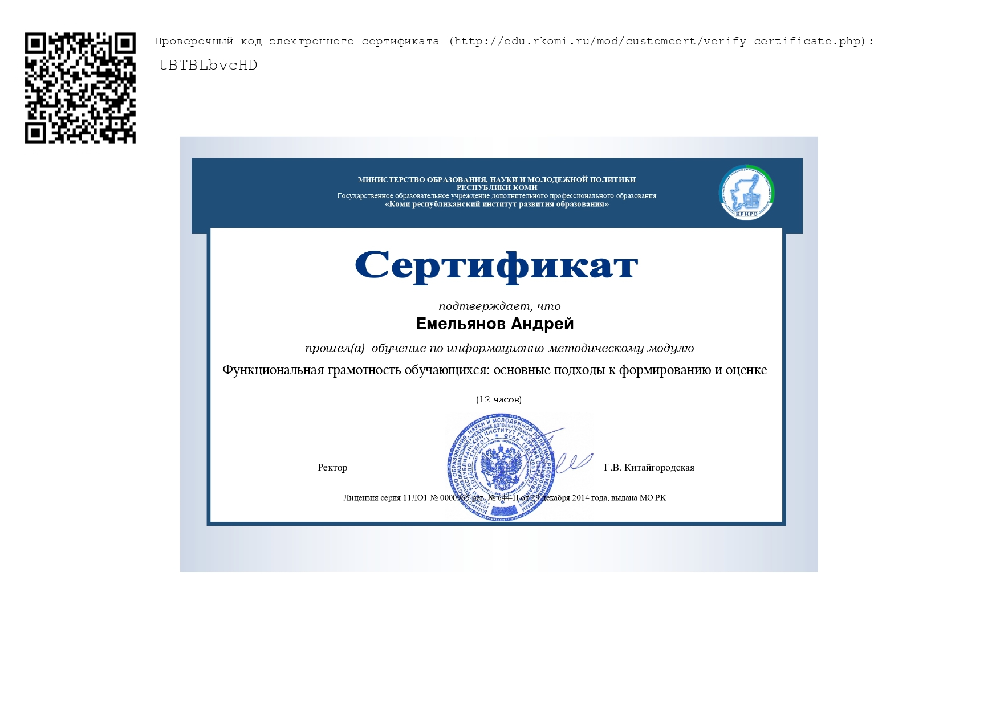 Проверочный код электронного сертификата (http://edu.rkomi.ru/mod/customcert/verify_certificate.php):
tBTBLbvcHD
МИНИСТЕРСТВО ОБРАЗОВАНИЯ, НАУКИ И МОЛОДЕЖНОЙ ПОЛИТИКИ
РЕСПУБЛИКИ КОМИ
Государственное образовательное учреждение дополнительного профессионального образования
«Коми республиканский институт развития образования»
КРИРО
Сертификат
подтверждает, что
Емельянов Андрей
прошел(а) обучение по информационно-методическому модулю
Функциональная грамотность обучающихся: основные подходы к формированию и оценке
(12 часов)
Ректор
Г.В. Китайгородская
Лицензия серия 11ЛО1 № 0000965 рег. № 644-П от 29 декабря 2014 года, выдана МО РК